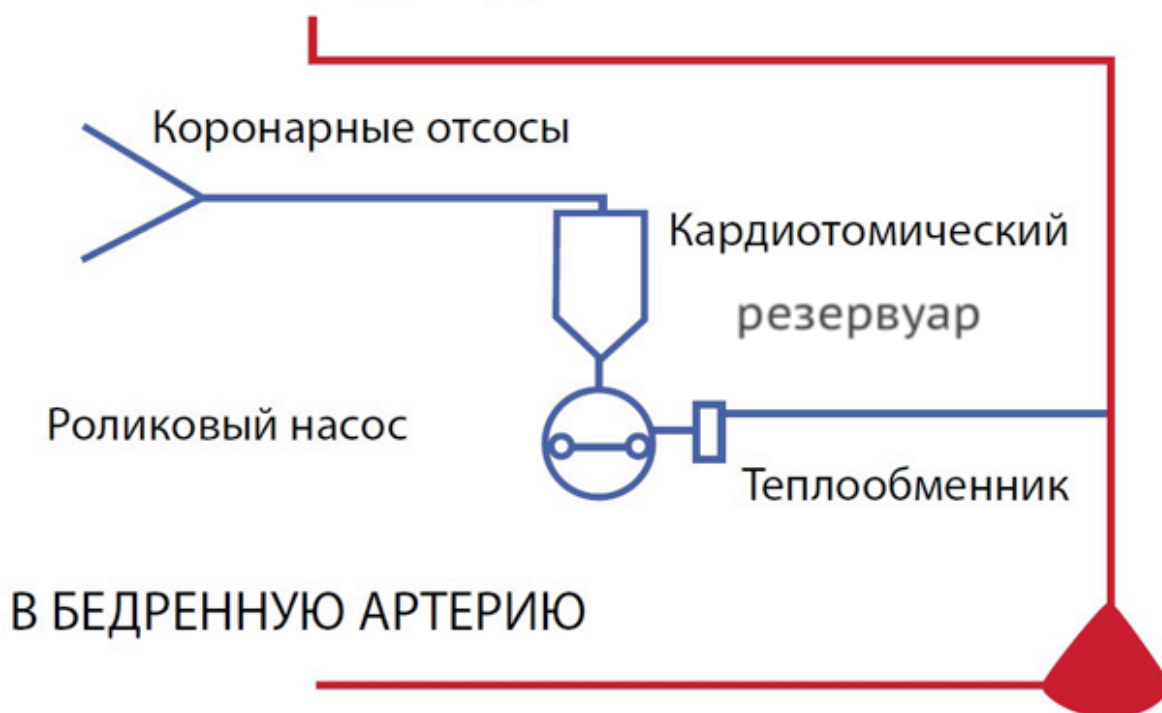 Коронарные отсосы
Кардиотомический
резервуар
Роликовый насос
Теплообменник
В БЕДРЕННУЮ АРТЕРИЮ